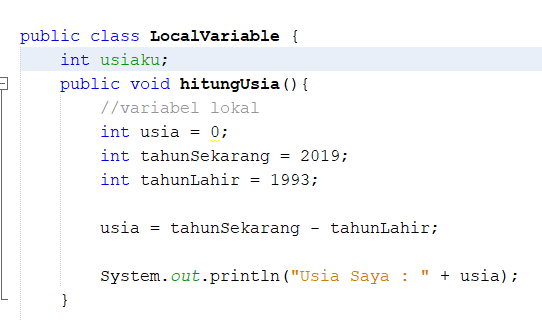 public class LocalVariable {
int usiaku;
public void hitungUsia(){
//variabel lokal
int usia = 0;
int tahunSekarang = 2019;
int tahunLahir = 1993;
usia = tahunSekarang - tahunLahir;
System.out.println("Usia Saya : " + usia);
}